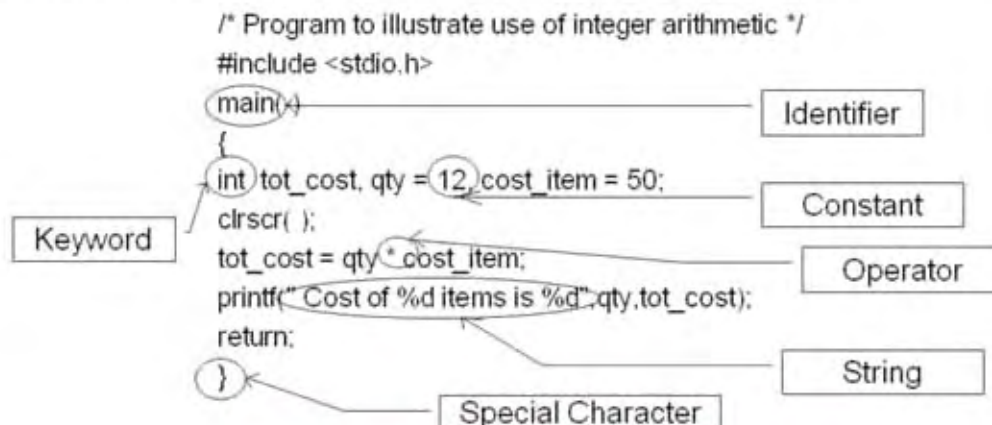 /* Program to illustrate use of integer arithmetic */
#include <stdio.h>
main( )
Identifier
{
int tot_cost, qty = 12, cost_item = 50;
Constant
clrscr( );
Keyword
tot_cost = qty * cost_item;
Operator
printf(" Cost of %d items is %d",qty,tot_cost);
return;
String
}
Special Character